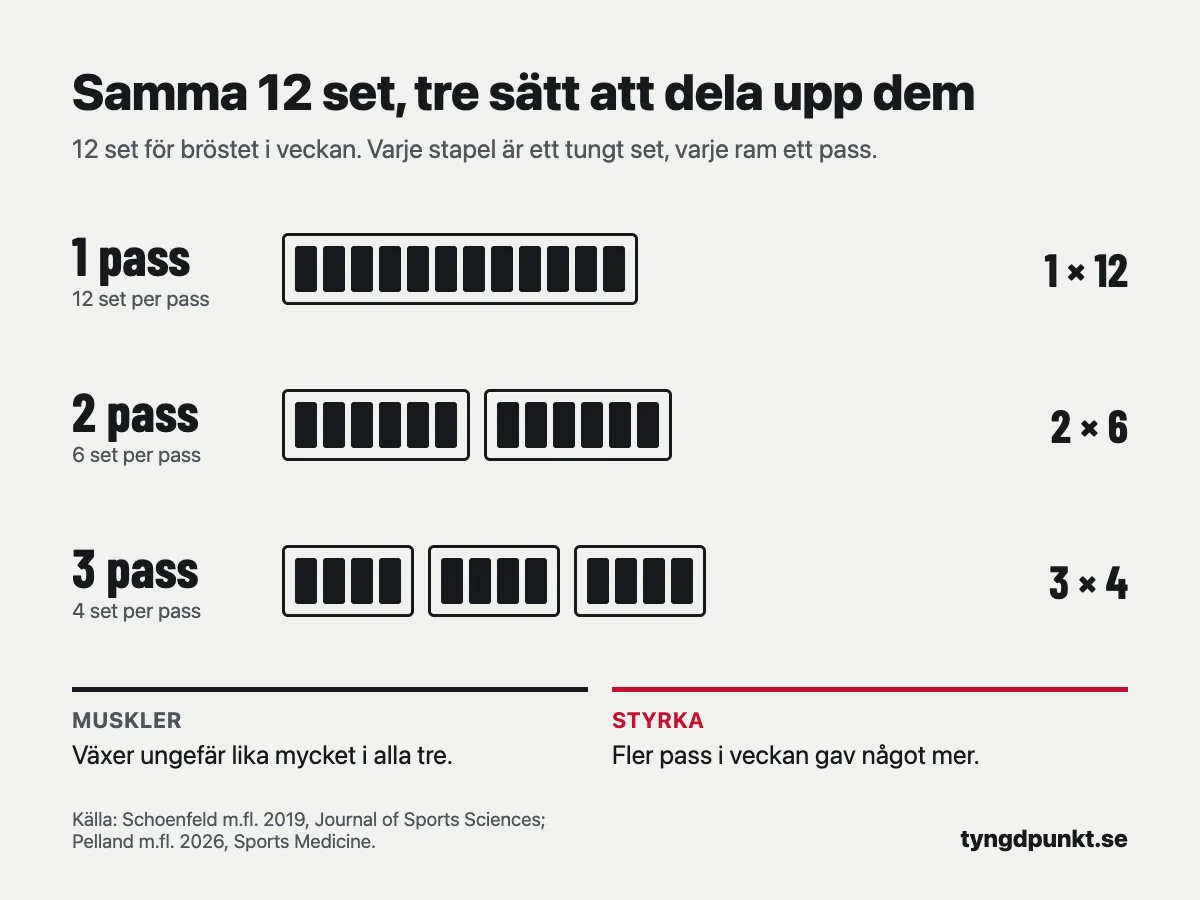 Samma 12 set, tre sätt att dela upp dem
12 set för bröstet i veckan. Varje stapel är ett tungt set, varje ram ett pass.
1 pass
12 set per pass
1 × 12
2 pass
6 set per pass
2 × 6
3 pass
4 set per pass
3 × 4
MUSKLER
Växer ungefär lika mycket i alla tre.
STYRKA
Fler pass i veckan gav något mer.
Källa: Schoenfeld m.fl. 2019, Journal of Sports Sciences;
Pelland m.fl. 2026, Sports Medicine.
tyngdpunkt.se